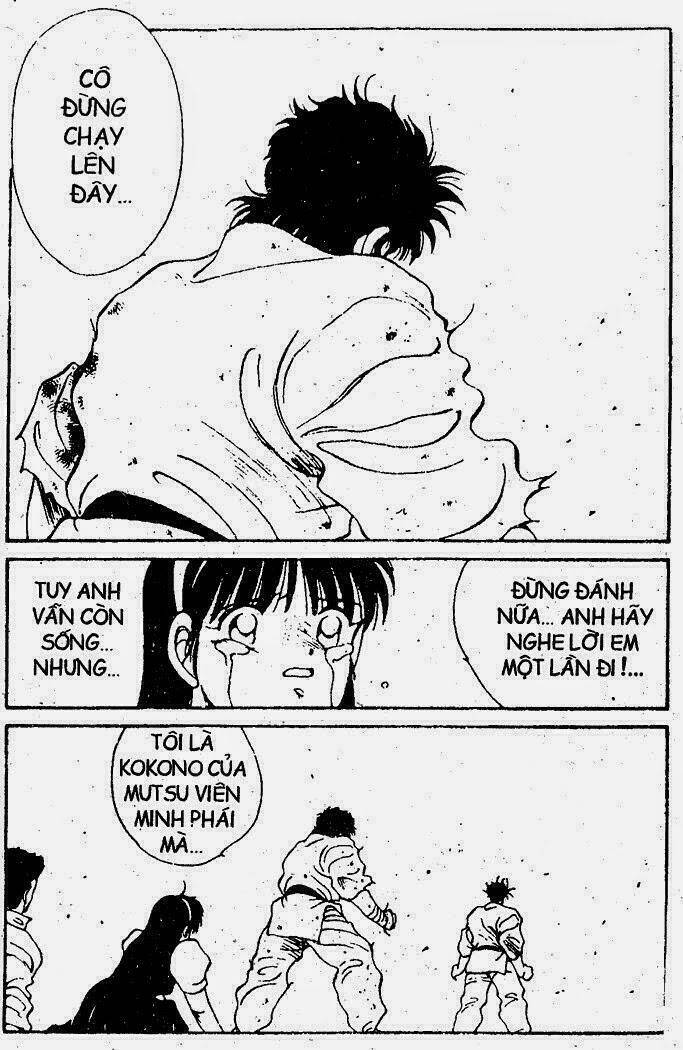 CÔ
ĐỪNG
CHẠY
LÊN
ĐÂY...
TUY ANH
VẪN CÒN
SỐNG...
NHƯNG...
ĐỪNG ĐÁNH
NỮA... ANH HÃY
NGHE LỜI EM
MỘT LẦN ĐI !...
TÔI LÀ
KOKONO CỦA
MUTSU VIÊN
MINH PHÁI
MÀ...